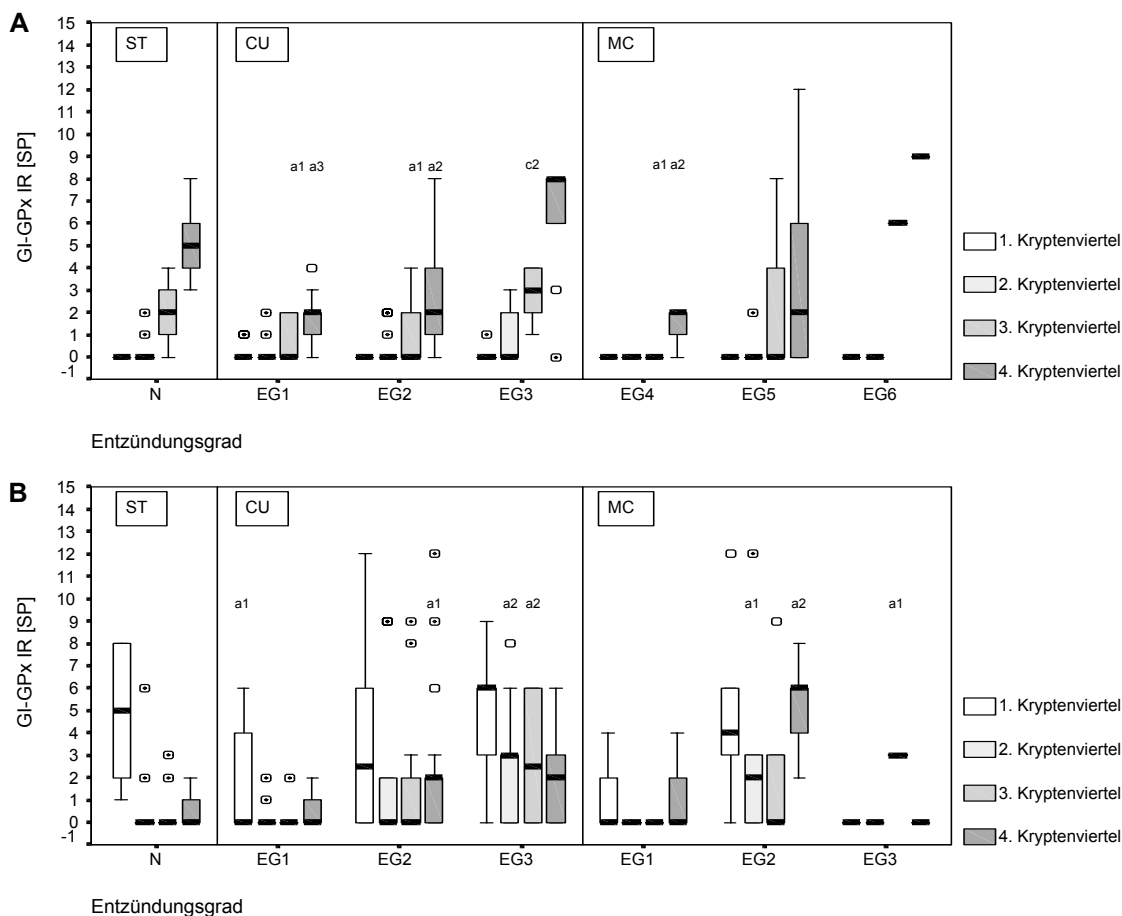 A
15
14
13
12
11
10
9
8
7
6
5
4
3
2
1
0
-1
GI-GPx IR [SP]
ST CU MC
a1 a3 a1 a2 c2 a1 a2
N EG1 EG2 EG3 EG4 EG5 EG6
Entzündungsgrad
1. Kryptenviertel
2. Kryptenviertel
3. Kryptenviertel
4. Kryptenviertel
B
15
14
13
12
11
10
9
8
7
6
5
4
3
2
1
0
-1
GI-GPx IR [SP]
ST CU MC
a1 a1 a2 a2 a1 a2 a1
N EG1 EG2 EG3 EG1 EG2 EG3
Entzündungsgrad
1. Kryptenviertel
2. Kryptenviertel
3. Kryptenviertel
4. Kryptenviertel